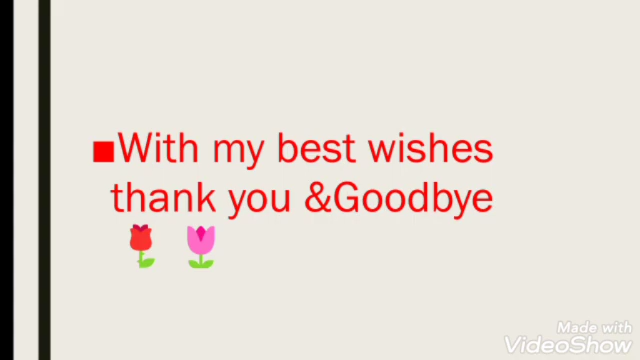 ■With my best wishes
thank you &Goodbye
🌹 🌷
Made with
VideoShow